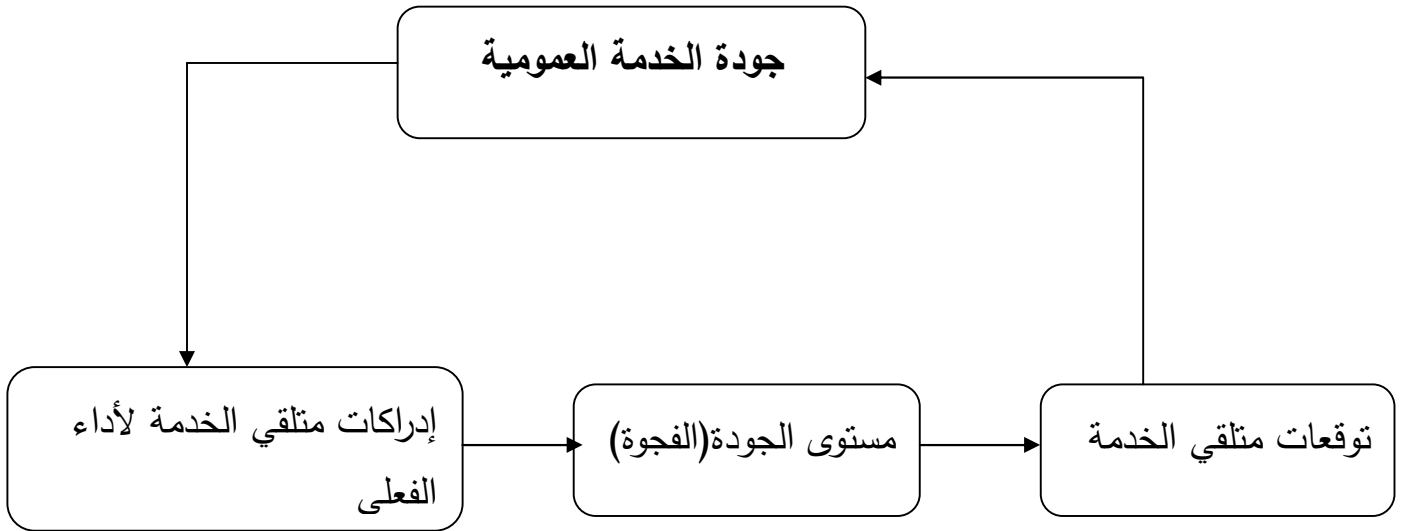 جودة الخدمة العمومية
توقعات متلقي الخدمة
مستوى الجودة(الفجوة)
إدراكات متلقي الخدمة لأداء
الفعلى